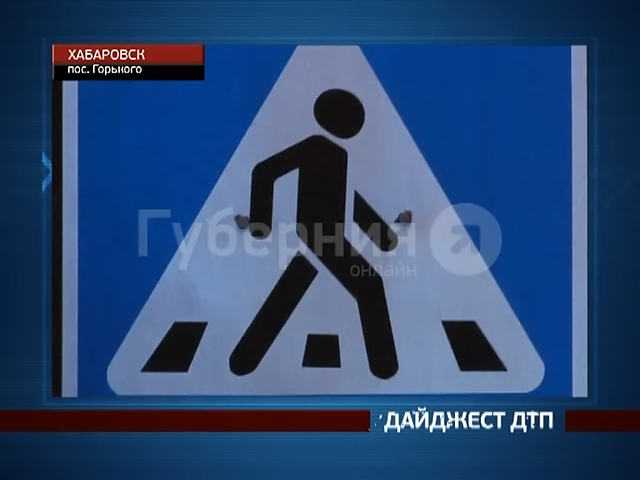 ХАБАРОВСК
пос. Горького
Губерния
онлайн
ДАЙДЖЕСТ ДТП